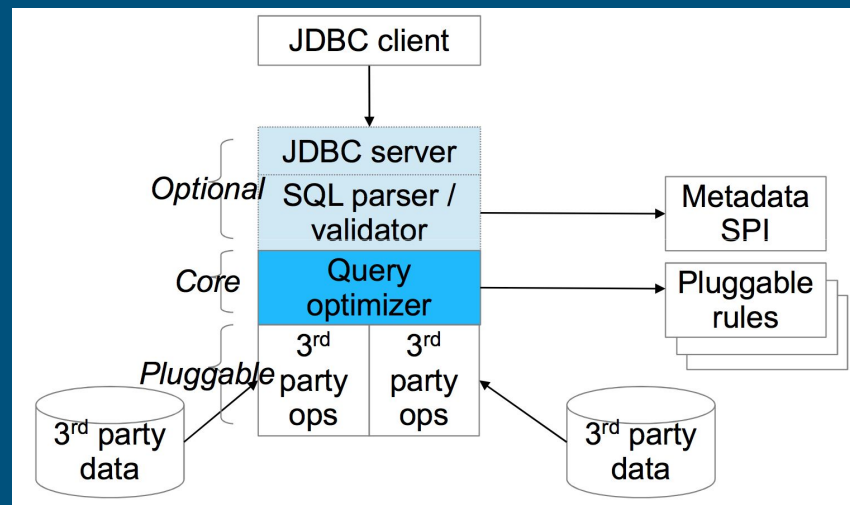 JDBC client
JDBC server
Optional
SQL parser /
validator
Metadata
SPI
Core
Query
optimizer
Pluggable
rules
Pluggable
3rd
party
ops
3rd
party
ops
3rd party
data
3rd party
data